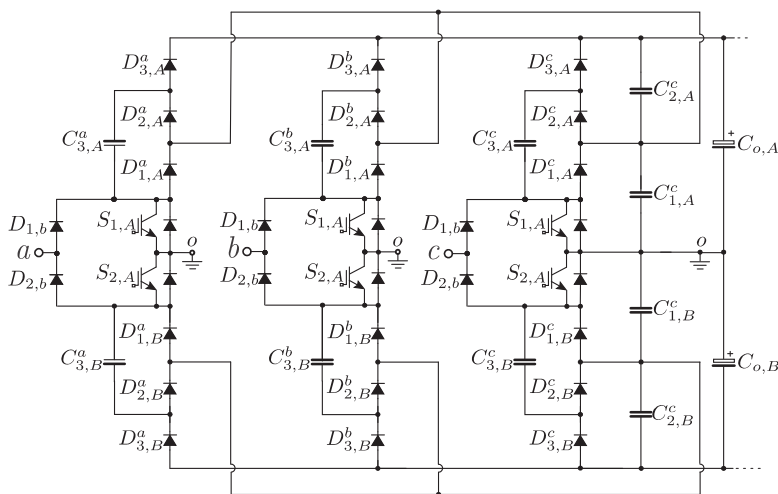 D^a_{3,A} D^b_{3,A} D^c_{3,A}
D^a_{2,A} D^b_{2,A} D^c_{2,A} C^c_{2,A}
C^a_{3,A} C^b_{3,A} C^c_{3,A} C_{o,A}
D^a_{1,A} D^b_{1,A} D^c_{1,A} C^c_{1,A}
D_{1,b} S_{1,A} D_{1,b} S_{1,A} D_{1,b} S_{1,A}
a o b o c o
D_{2,b} S_{2,A} D_{2,b} S_{2,A} D_{2,b} S_{2,A}
D^a_{1,B} D^b_{1,B} D^c_{1,B} C^c_{1,B}
C^a_{3,B} C^b_{3,B} C^c_{3,B} C_{o,B}
D^a_{2,B} D^b_{2,B} D^c_{2,B} C^c_{2,B}
D^a_{3,B} D^b_{3,B} D^c_{3,B}